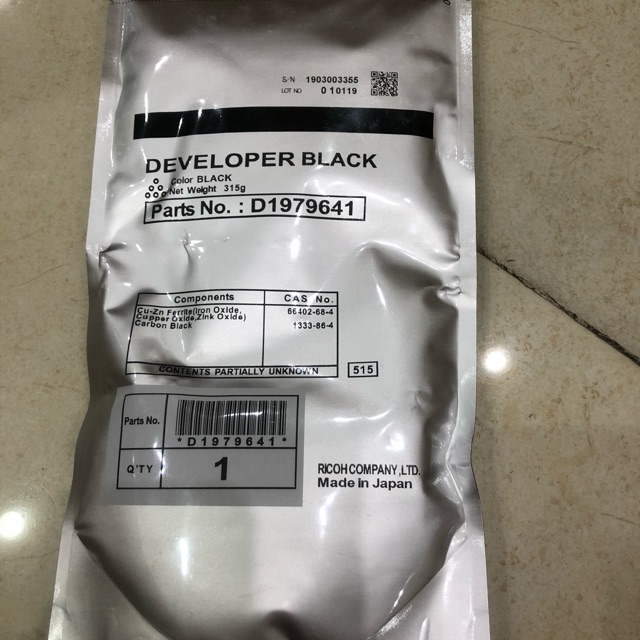 S/N 1903003355
LOT NO 010119
DEVELOPER BLACK
Color BLACK
Net Weight 315g
Parts No. : D1979641
Components CAS No.
Cu-Zn Ferrite(Iron Oxide, 66402-68-4
Cupper Oxide,Zink Oxide)
Carbon Black 1333-86-4
CONTENTS PARTIALLY UNKNOWN
515
Parts No.
*D1979641*
Q'TY 1
RICOH COMPANY,LTD.
Made in Japan